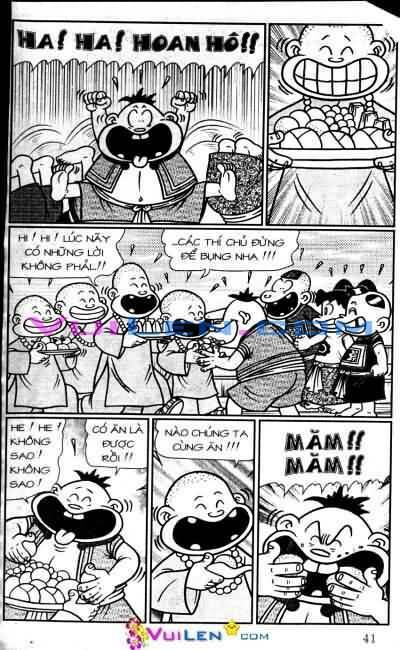 HA! HA! HOAN HÔ!!
HI! HI! LÚC NÃY
CÓ NHỮNG LỜI
KHÔNG PHẢI..!!
..CÁC THÍ CHỦ ĐỪNG
ĐỂ BỤNG NHA!!!
VUILEN.COM
HE! HE!
KHÔNG
SAO!
KHÔNG
SAO!
CÓ ĂN LÀ
ĐƯỢC
RỒI!!
NÀO CHÚNG TA
CÙNG ĂN!!!
MĂM!!
MĂM!!
41
VUILEN.COM